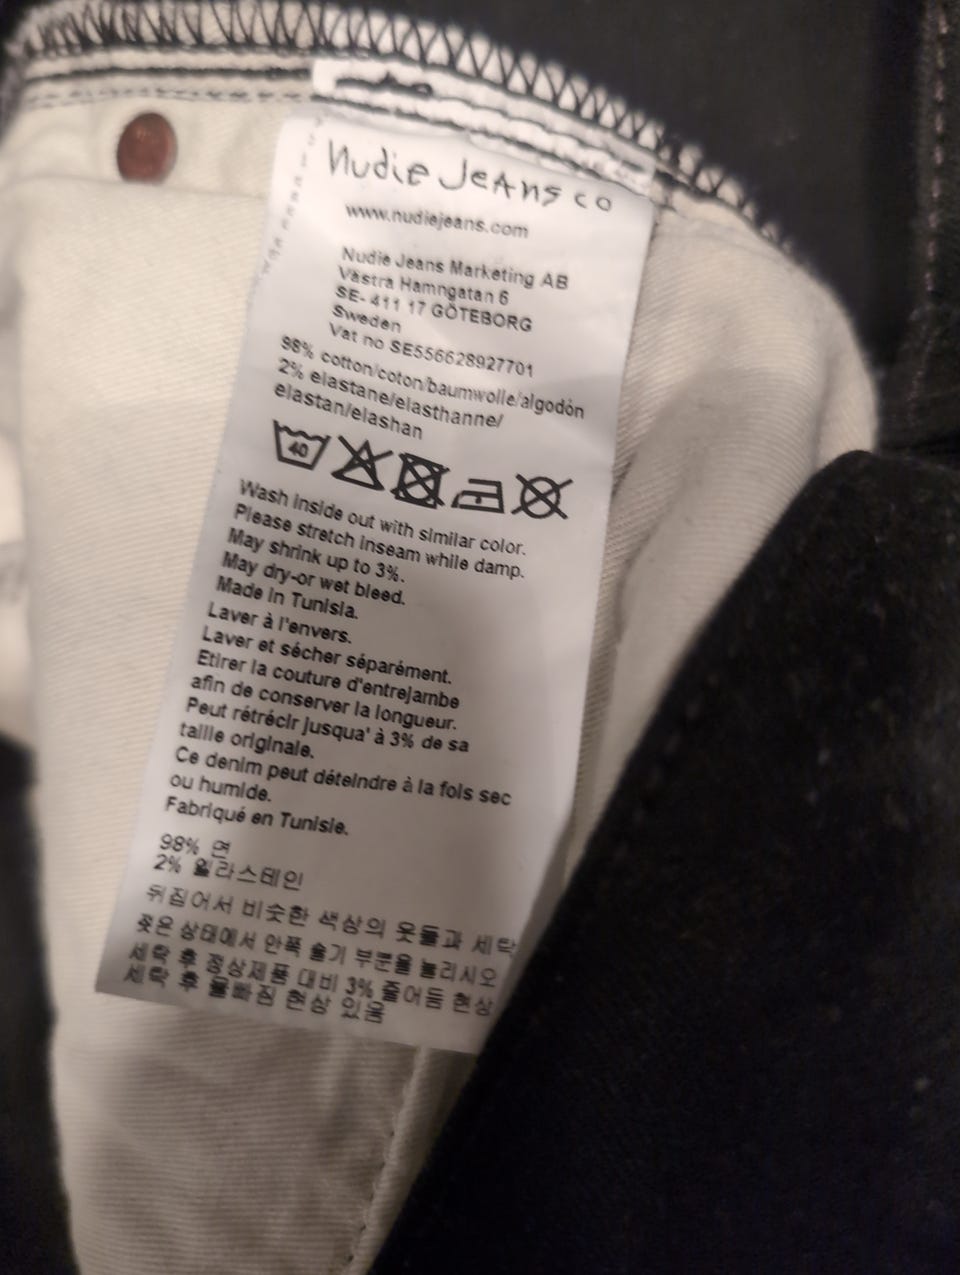 Nudie Jeans co
www.nudiejeans.com
Nudie Jeans Marketing AB
Västra Hamngatan 6
SE- 411 17 GÖTEBORG
Sweden
Vat no SE556628927701
98% cotton/coton/baumwolle/algodón
2% elastane/elasthanne/
elastan/elashan
40
Wash inside out with similar color.
Please stretch inseam while damp.
May shrink up to 3%.
May dry-or wet bleed.
Made in Tunisia.
Laver à l'envers.
Laver et sécher séparément.
Etirer la couture d'entrejambe
afin de conserver la longueur.
Peut rétrécir jusqua' à 3% de sa
taille originale.
Ce denim peut déteindre à la fois sec
ou humide.
Fabriqué en Tunisie.
98% 면
2% 일라스테인
뒤집어서 비슷한 색상의 옷들과 세탁
젖은 상태에서 안쪽 솔기 부분을 늘리시오
세탁 후 정상제품 대비 3% 줄어듬 현상
세탁 후 물빠짐 현상 있음